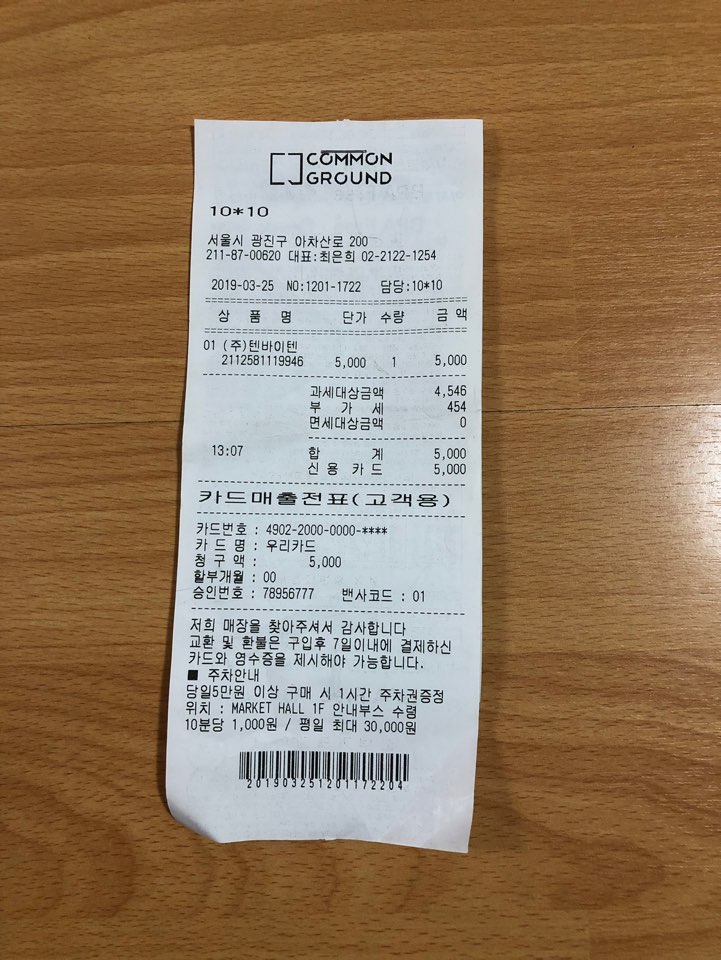 COMMON
GROUND
10*10
서울시 광진구 아차산로 200
211-87-00620 대표:최은희 02-2122-1254
2019-03-25 NO:1201-1722 담당:10*10
상 품 명 단가 수량 금 액
01 (주)텐바이텐
2112581119946 5,000 1 5,000
과세대상금액 4,546
부 가 세 454
면세대상금액 0
13:07 합 계 5,000
신 용 카 드 5,000
카드매출전표(고객용)
카드번호 : 4902-2000-0000-****
카 드 명 : 우리카드
청 구 액 : 5,000
할부개월 : 00
승인번호 : 78956777 밴사코드 : 01
저희 매장을 찾아주셔서 감사합니다
교환 및 환불은 구입후 7일이내에 결제하신
카드와 영수증을 제시해야 가능합니다.
■ 주차안내
당일5만원 이상 구매 시 1시간 주차권증정
위치 : MARKET HALL 1F 안내부스 수령
10분당 1,000원 / 평일 최대 30,000원
201903251201172204